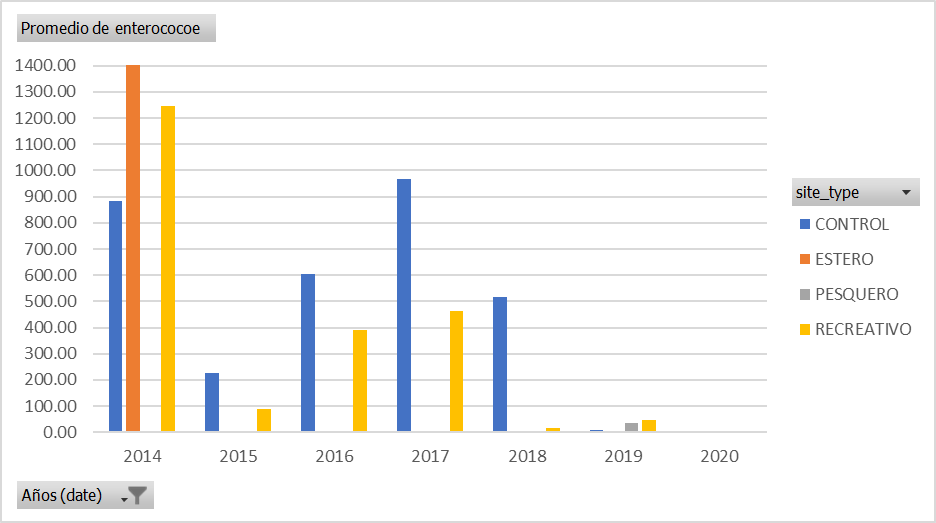 Promedio de enterococoe
1400.00
1300.00
1200.00
1100.00
1000.00
900.00
800.00
700.00
600.00
500.00
400.00
300.00
200.00
100.00
0.00
2014 2015 2016 2017 2018 2019 2020
site_type
CONTROL
ESTERO
PESQUERO
RECREATIVO
Años (date)